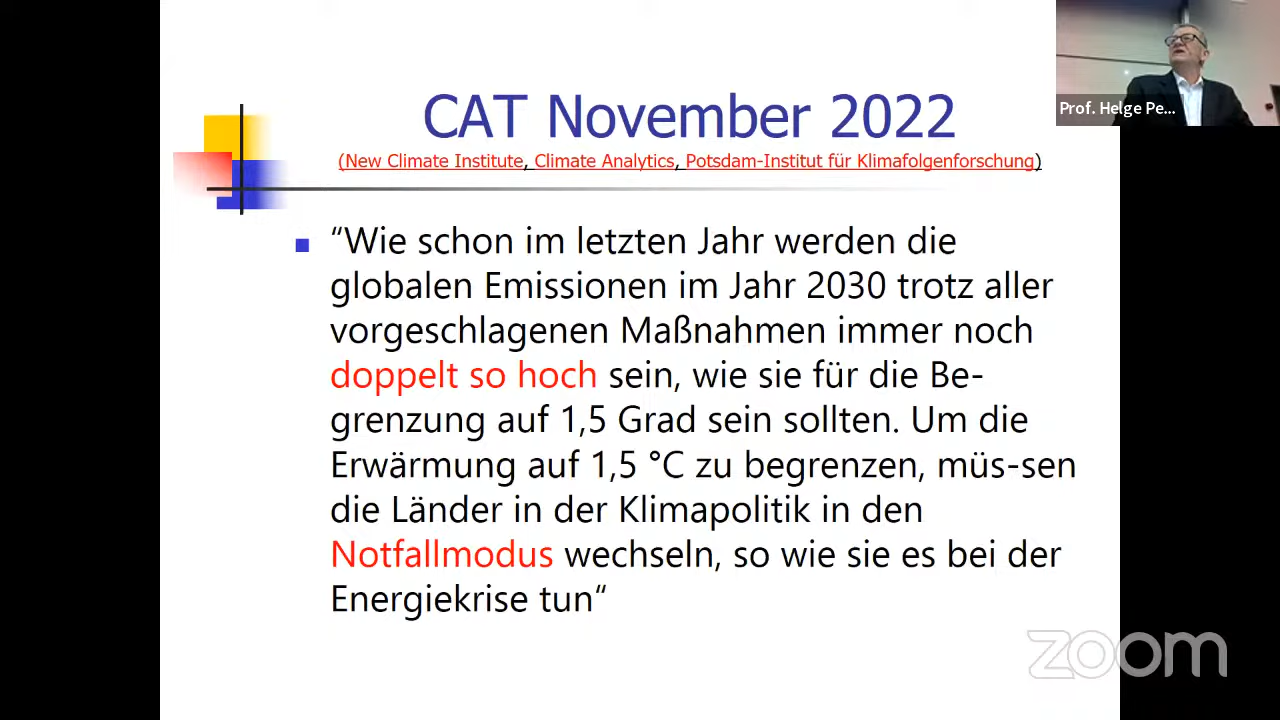 CAT November 2022
(New Climate Institute, Climate Analytics, Potsdam-Institut für Klimafolgenforschung)
“Wie schon im letzten Jahr werden die
globalen Emissionen im Jahr 2030 trotz aller
vorgeschlagenen Maßnahmen immer noch
doppelt so hoch sein, wie sie für die Be-
grenzung auf 1,5 Grad sein sollten. Um die
Erwärmung auf 1,5 °C zu begrenzen, müs-sen
die Länder in der Klimapolitik in den
Notfallmodus wechseln, so wie sie es bei der
Energiekrise tun“
Prof. Helge Pe...
zoom